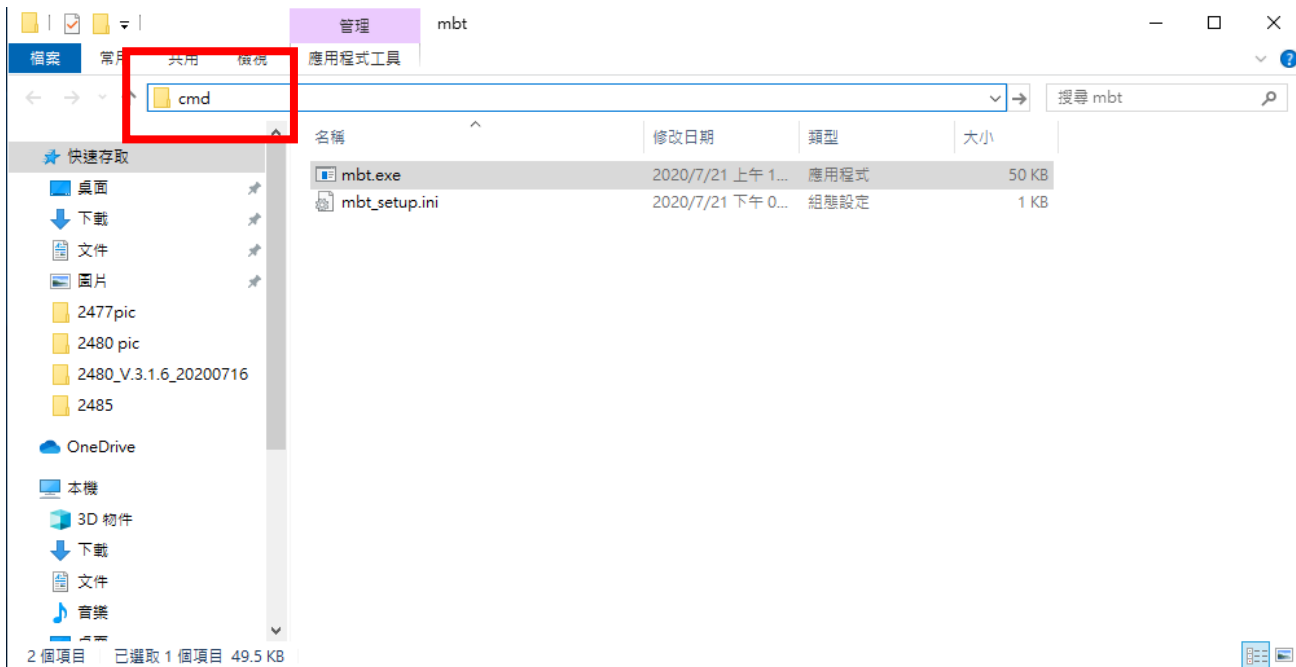 管理
mbt
檔案
常用
共用
檢視
應用程式工具
cmd
搜尋 mbt
名稱
修改日期
類型
大小
快速存取
mbt.exe
2020/7/21 上午 1...
應用程式
50 KB
桌面
mbt_setup.ini
2020/7/21 下午 0...
組態設定
1 KB
下載
文件
圖片
2477pic
2480 pic
2480_V.3.1.6_20200716
2485
OneDrive
本機
3D 物件
下載
文件
音樂
桌面
2 個項目
已選取 1 個項目 49.5 KB